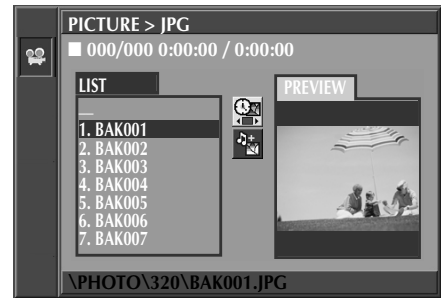 PICTURE > JPG
000/000 0:00:00 / 0:00:00
LIST
PREVIEW
1. BAK001
2. BAK002
3. BAK003
4. BAK004
5. BAK005
6. BAK006
7. BAK007
\PHOTO\320\BAK001.JPG